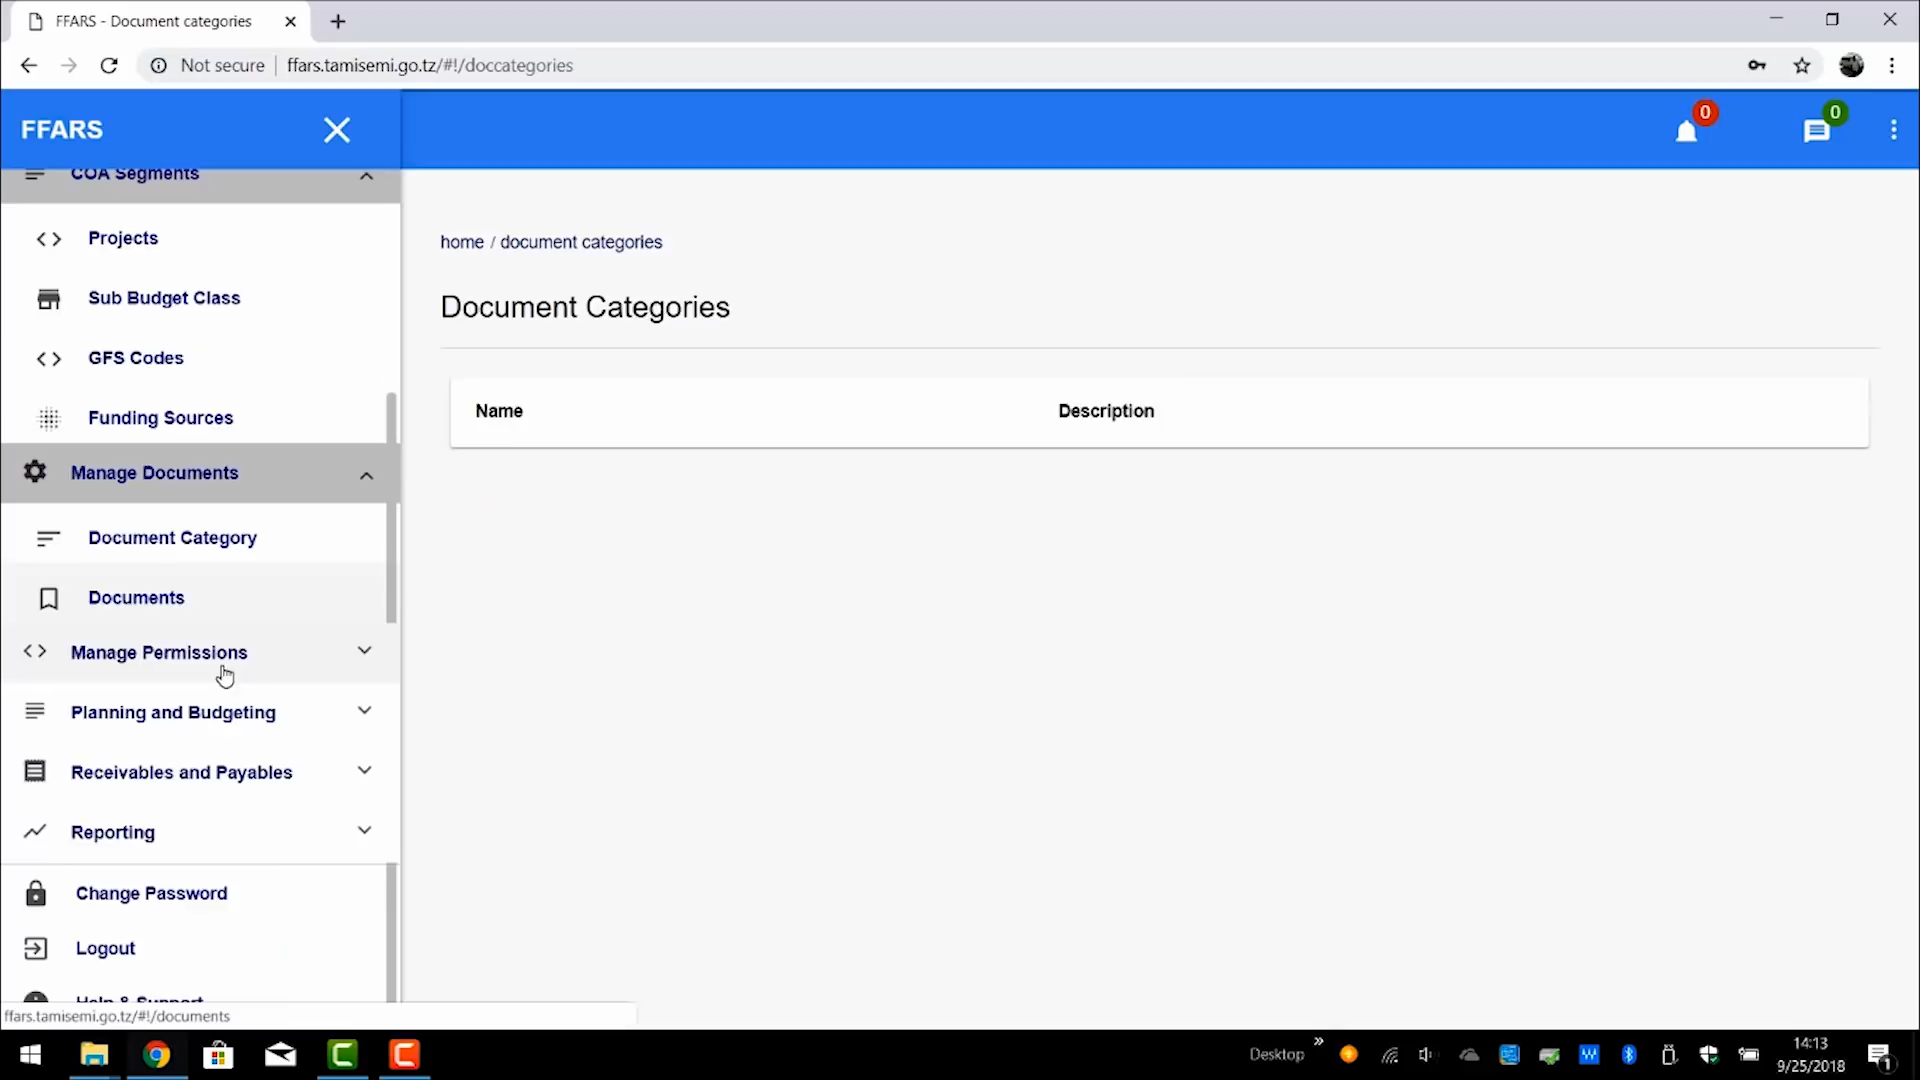 FFARS - Document categories
Not secure
ffars.tamisemi.go.tz/#!/doccategories
FFARS
0
0
COA Segments
Projects
Sub Budget Class
GFS Codes
Funding Sources
Manage Documents
Document Category
Documents
Manage Permissions
Planning and Budgeting
Receivables and Payables
Reporting
Change Password
Logout
Help & Support
home / document categories
Document Categories
Name Description
ffars.tamisemi.go.tz/#!/documents
Desktop
14:13
9/25/2018
1